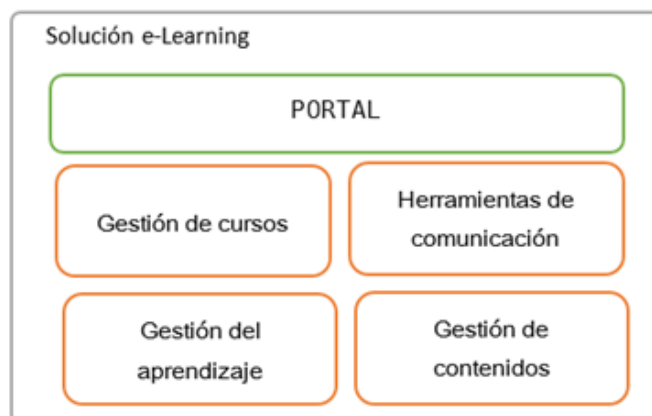 Solución e-Learning
PORTAL
Gestión de cursos
Herramientas de
comunicación
Gestión del
aprendizaje
Gestión de
contenidos